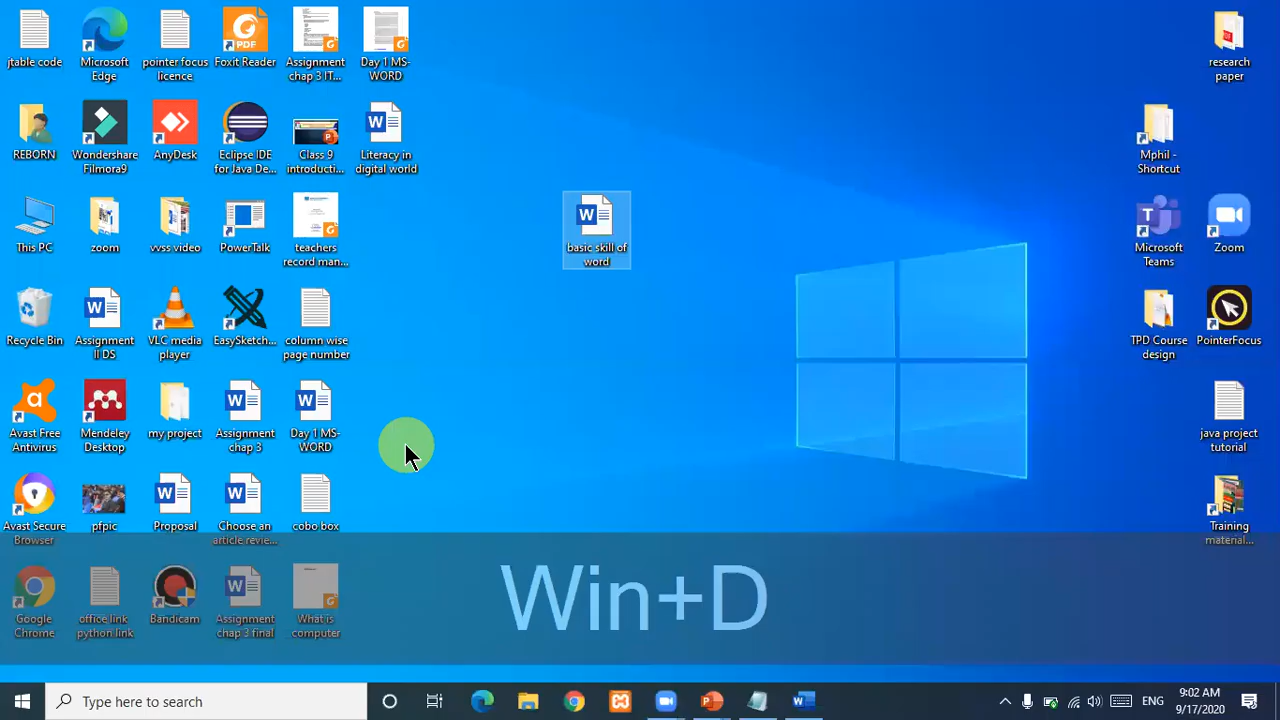 jtable code
Microsoft
Edge
pointer focus
licence
Foxit Reader
Assignment
chap 3 IT...
Day 1 MS-
WORD
research
paper
REBORN
Wondershare
Filmora9
AnyDesk
Eclipse IDE
for Java De...
Class 9
introducti...
Literacy in
digital world
Mphil -
Shortcut
This PC
zoom
vvss video
PowerTalk
teachers
record man...
basic skill of
word
Microsoft
Teams
Zoom
Recycle Bin
Assignment
II DS
VLC media
player
EasySketch...
column wise
page number
TPD Course
design
PointerFocus
Avast Free
Antivirus
Mendeley
Desktop
my project
Assignment
chap 3
Day 1 MS-
WORD
java project
tutorial
Avast Secure
Browser
pfpic
Proposal
Choose an
article revie...
cobo box
Training
material...
Google
Chrome
office link
python link
Bandicam
Assignment
chap 3 final
What is
computer
PDF
Win+D
Type here to search
ENG
9:02 AM
9/17/2020